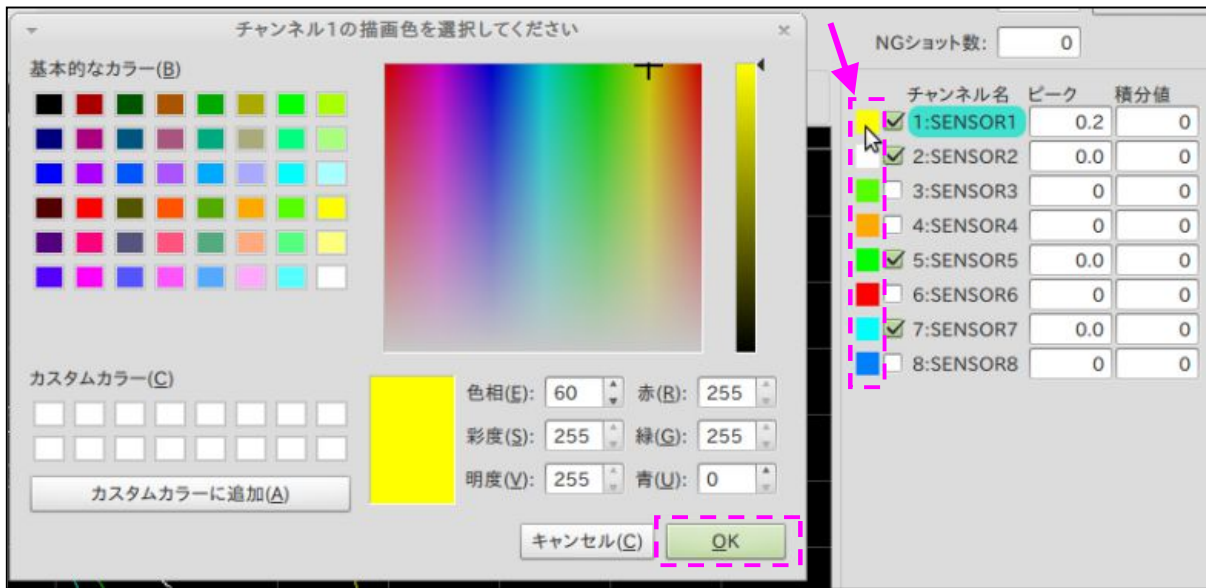 チャンネル1の描画色を選択してください
基本的なカラー(B)
カスタムカラー(C)
カスタムカラーに追加(A)
色相(E): 60 赤(R): 255
彩度(S): 255 緑(G): 255
明度(V): 255 青(U): 0
キャンセル(C) OK
NGショット数: 0
チャンネル名 ピーク 積分値
1:SENSOR1 0.2 0
2:SENSOR2 0.0 0
3:SENSOR3 0 0
4:SENSOR4 0 0
5:SENSOR5 0.0 0
6:SENSOR6 0 0
7:SENSOR7 0.0 0
8:SENSOR8 0 0